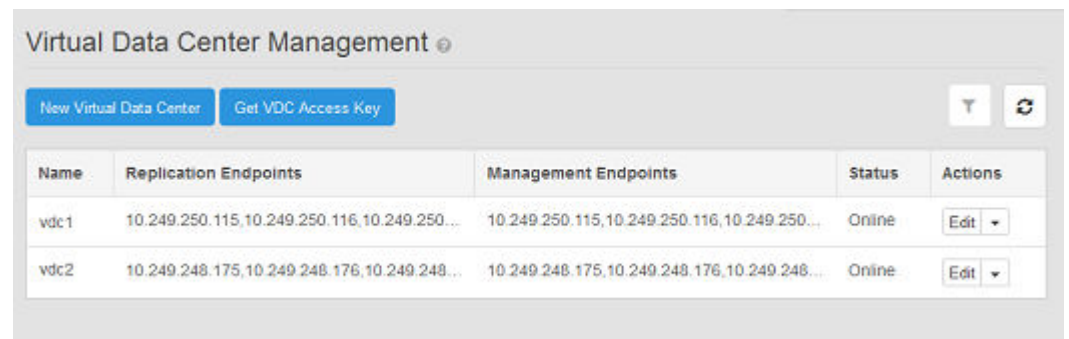 Virtual Data Center Management
New Virtual Data Center Get VDC Access Key
Name Replication Endpoints Management Endpoints Status Actions
vdc1 10.249.250.115,10.249.250.116,10.249.250... 10.249.250.115,10.249.250.116,10.249.250... Online Edit
vdc2 10.249.248.175,10.249.248.176,10.249.248... 10.249.248.175,10.249.248.176,10.249.248... Online Edit